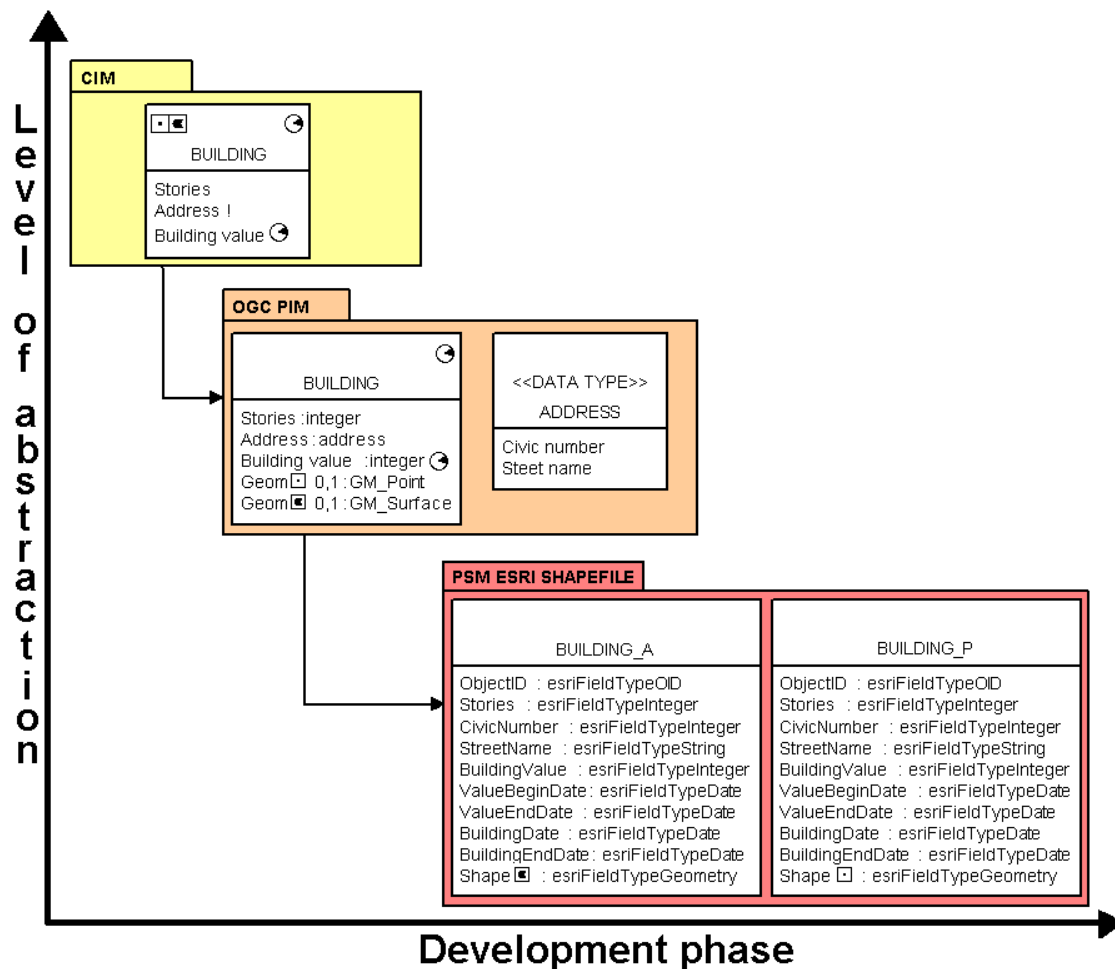 Level of abstraction
CIM
BUILDING
Stories
Address !
Building value
OGC PIM
BUILDING
Stories :integer
Address :address
Building value :integer
Geom 0,1 : GM_Point
Geom 0,1 : GM_Surface
<<DATA TYPE>>
ADDRESS
Civic number
Steet name
PSM ESRI SHAPEFILE
BUILDING_A
ObjectID : esriFieldTypeOID
Stories : esriFieldTypeInteger
CivicNumber : esriFieldTypeInteger
StreetName : esriFieldTypeString
BuildingValue : esriFieldTypeInteger
ValueBeginDate : esriFieldTypeDate
ValueEndDate : esriFieldTypeDate
BuildingDate : esriFieldTypeDate
BuildingEndDate : esriFieldTypeDate
Shape : esriFieldTypeGeometry
BUILDING_P
ObjectID : esriFieldTypeOID
Stories : esriFieldTypeInteger
CivicNumber : esriFieldTypeInteger
StreetName : esriFieldTypeString
BuildingValue : esriFieldTypeInteger
ValueBeginDate : esriFieldTypeDate
ValueEndDate : esriFieldTypeDate
BuildingDate : esriFieldTypeDate
BuildingEndDate : esriFieldTypeDate
Shape : esriFieldTypeGeometry
Development phase